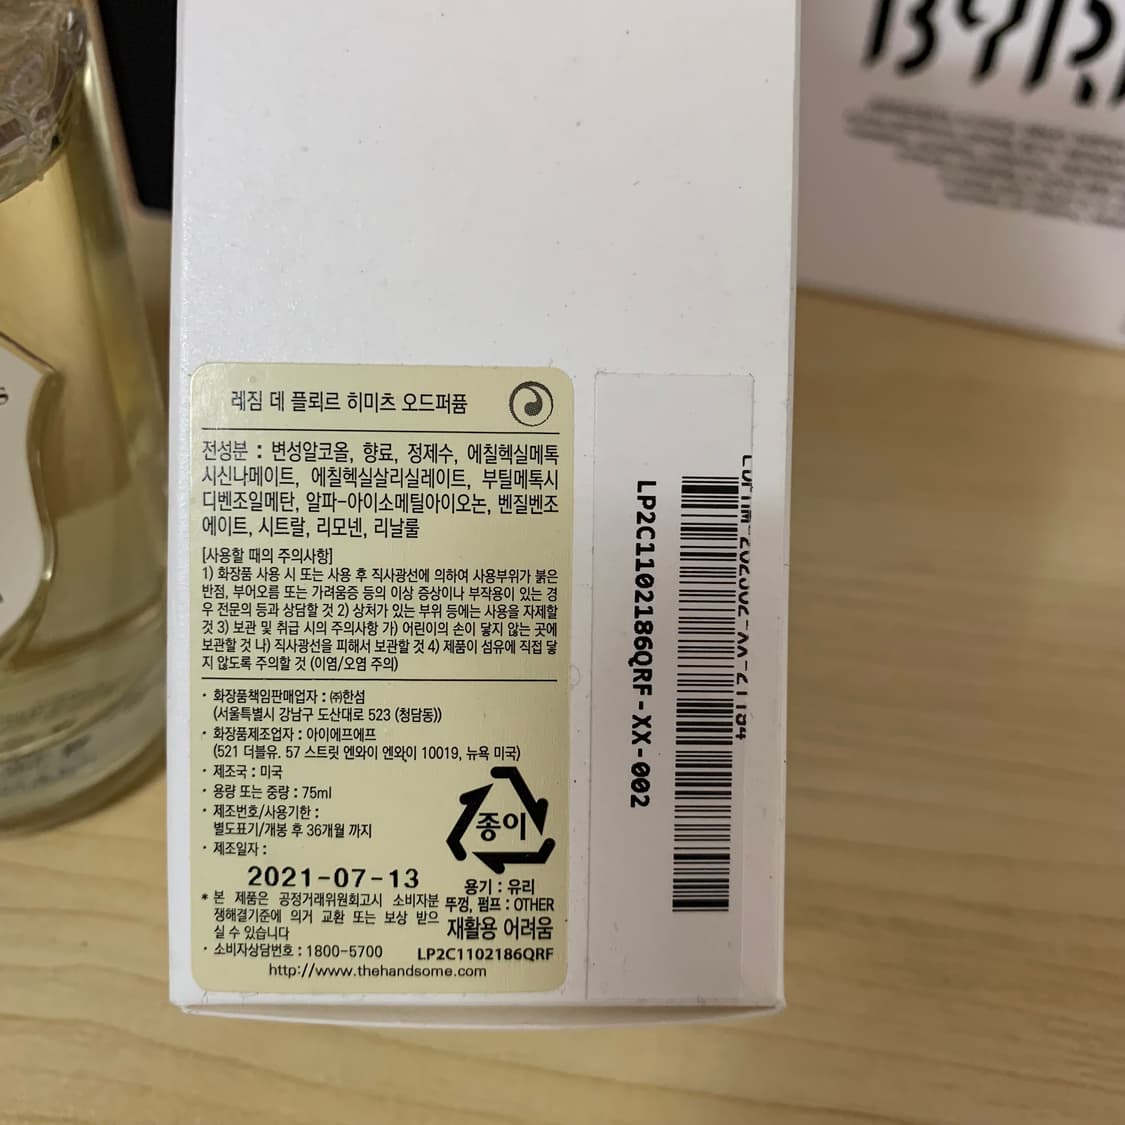 레짐 데 플뢰르 히미츠 오드퍼퓸
전성분 : 변성알코올, 향료, 정제수, 에칠헥실메톡
시신나메이트, 에칠헥실살리실레이트, 부틸메톡시
디벤조일메탄, 알파-아이소메틸아이오논, 벤질벤조
에이트, 시트랄, 리모넨, 리날룰
[사용할 때의 주의사항]
1) 화장품 사용 시 또는 사용 후 직사광선에 의하여 사용부위가 붉은
반점, 부어오름 또는 가려움증 등의 이상 증상이나 부작용이 있는 경
우 전문의 등과 상담할 것 2) 상처가 있는 부위 등에는 사용을 자제할
것 3) 보관 및 취급 시의 주의사항 가) 어린이의 손이 닿지 않는 곳에
보관할 것 나) 직사광선을 피해서 보관할 것 4) 제품이 섬유에 직접 닿
지 않도록 주의할 것 (이염/오염 주의)
· 화장품책임판매업자 : ㈜한섬
(서울특별시 강남구 도산대로 523 (청담동))
· 화장품제조업자 : 아이에프에프
(521 더블유. 57 스트릿 엔와이 엔와이 10019, 뉴욕 미국)
· 제조국 : 미국
· 용량 또는 중량 : 75ml
· 제조번호/사용기한 :
별도표기/개봉 후 36개월 까지
· 제조일자 :
2021-07-13
* 본 제품은 공정거래위원회고시 소비자분
쟁해결기준에 의거 교환 또는 보상 받으
실 수 있습니다
· 소비자상담번호 : 1800-5700
http://www.thehandsome.com
종이
용기 : 유리
뚜껑, 펌프 : OTHER
재활용 어려움
LP2C1102186QRF
LP2C1102186QRF-XX-002